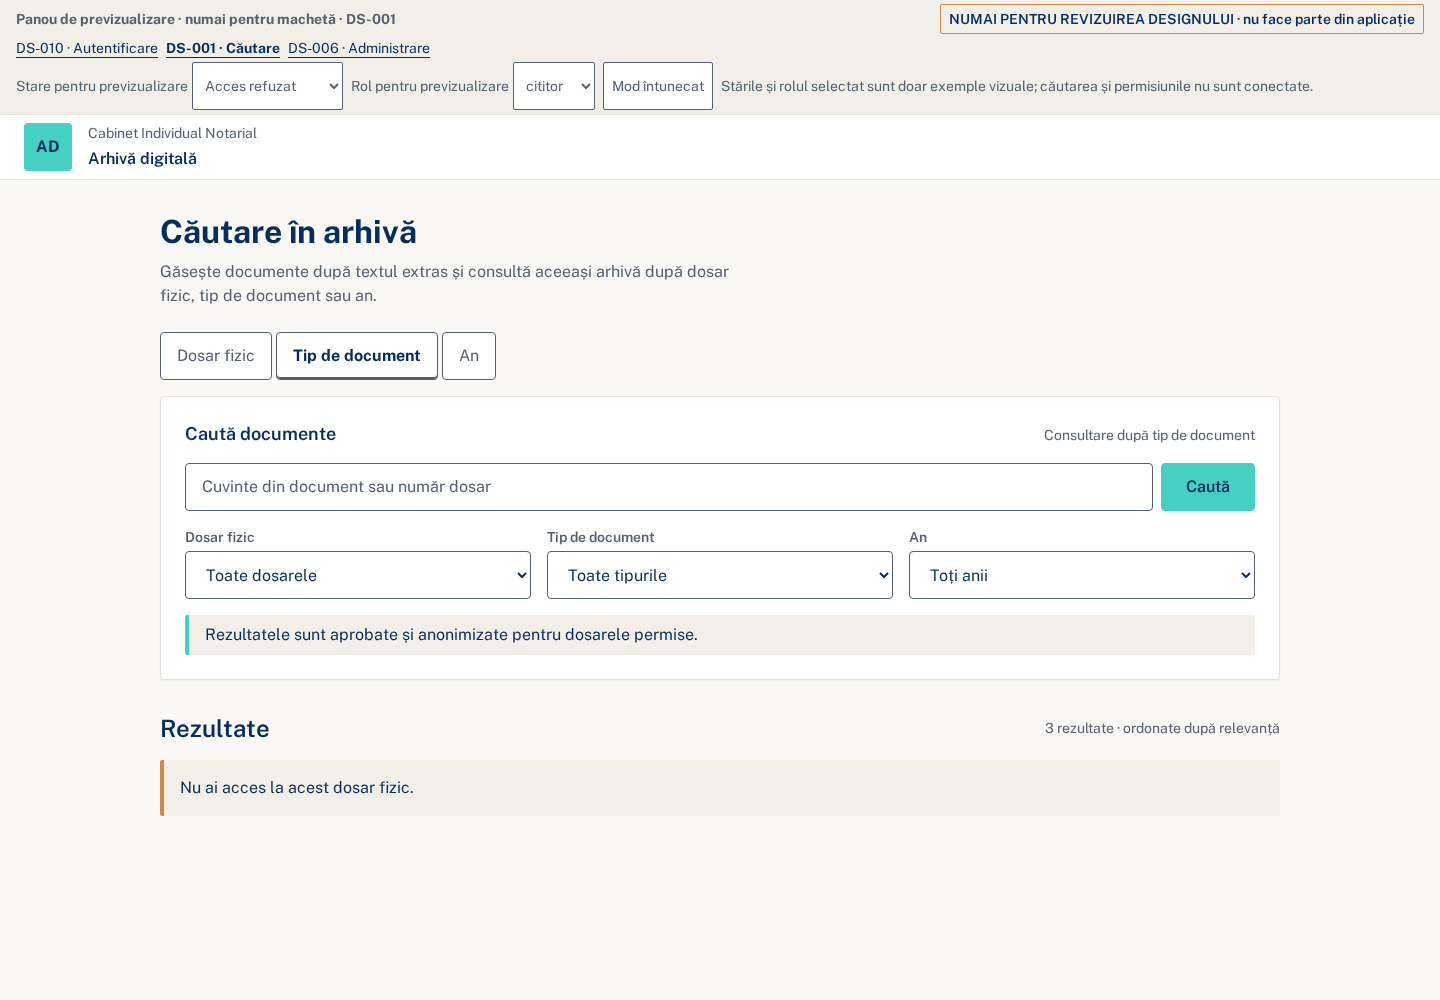 Panou de previzualizare · numai pentru machetă · DS-001
NUMAI PENTRU REVIZUIREA DESIGNULUI · nu face parte din aplicație
DS-010 · Autentificare DS-001 · Căutare DS-006 · Administrare
Stare pentru previzualizare Acces refuzat Rol pentru previzualizare cititor Mod întunecat Stările și rolul selectat sunt doar exemple vizuale; căutarea și permisiunile nu sunt conectate.
AD
Cabinet Individual Notarial
Arhivă digitală
Căutare în arhivă
Găsește documente după textul extras și consultă aceeași arhivă după dosar
fizic, tip de document sau an.
Dosar fizic Tip de document An
Caută documente
Consultare după tip de document
Cuvinte din document sau număr dosar
Caută
Dosar fizic Tip de document An
Toate dosarele Toate tipurile Toți anii
Rezultatele sunt aprobate și anonimizate pentru dosarele permise.
Rezultate
3 rezultate · ordonate după relevanță
Nu ai acces la acest dosar fizic.